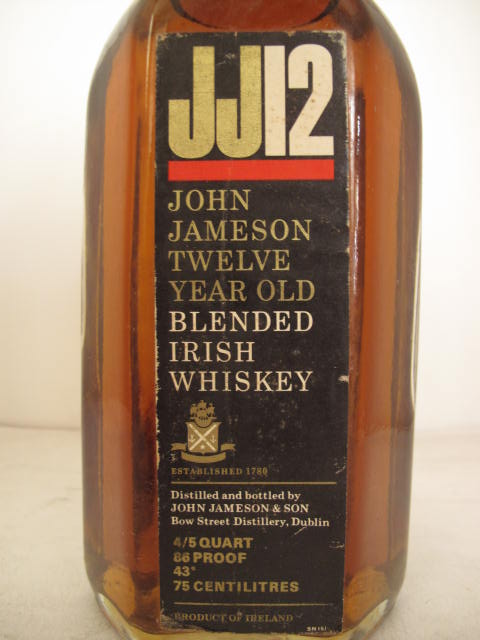 JJ12
JOHN
JAMESON
TWELVE
YEAR OLD
BLENDED
IRISH
WHISKEY
ESTABLISHED 1780
Distilled and bottled by
JOHN JAMESON & SON
Bow Street Distillery, Dublin
4/5 QUART
86 PROOF
43°
75 CENTILITRES
PRODUCT OF IRELAND